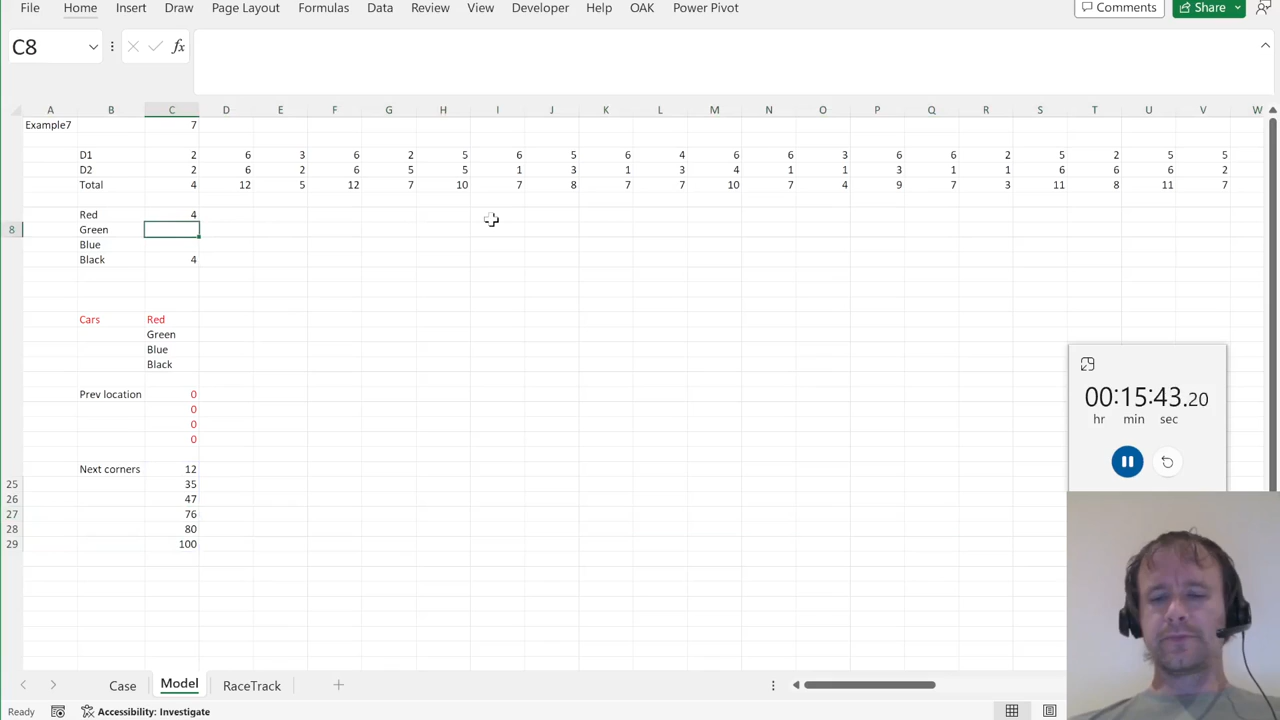 File Home Insert Draw Page Layout Formulas Data Review View Developer Help OAK Power Pivot Comments Share
C8 fx
A B C D E F G H I J K L M N O P Q R S T U V W
Example7 7
D1 2 6 3 6 2 5 6 5 6 4 6 6 3 6 6 2 5 2 5 5
D2 2 6 2 6 5 5 1 3 1 3 4 1 1 3 1 1 6 6 6 2
Total 4 12 5 12 7 10 7 8 7 7 10 7 4 9 7 3 11 8 11 7
Red 4
8 Green
Blue
Black 4
Cars Red
Green
Blue
Black
00:15:43.20
hr min sec
Prev location 0
0
0
0
Next corners 12
25 35
26 47
27 76
28 80
29 100
Case Model RaceTrack
Ready Accessibility: Investigate